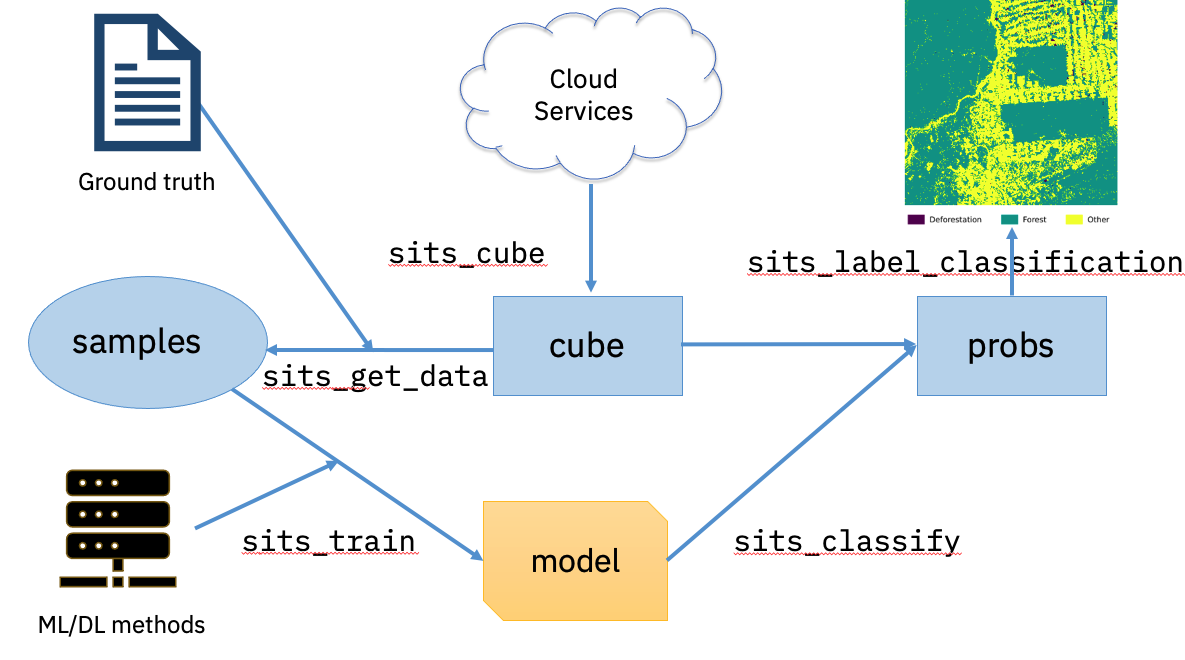 Cloud
Services
Ground truth
Deforestation Forest Other
sits_cube
sits_label_classification
samples
cube
probs
sits_get_data
sits_train
sits_classify
model
ML/DL methods